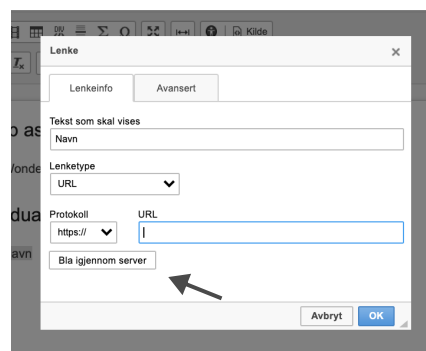 Kilde
Lenke
Lenkeinfo
Avansert
Tekst som skal vises
Navn
Lenketype
URL
Protokoll
URL
https://
Bla igjennom server
Avbryt
OK